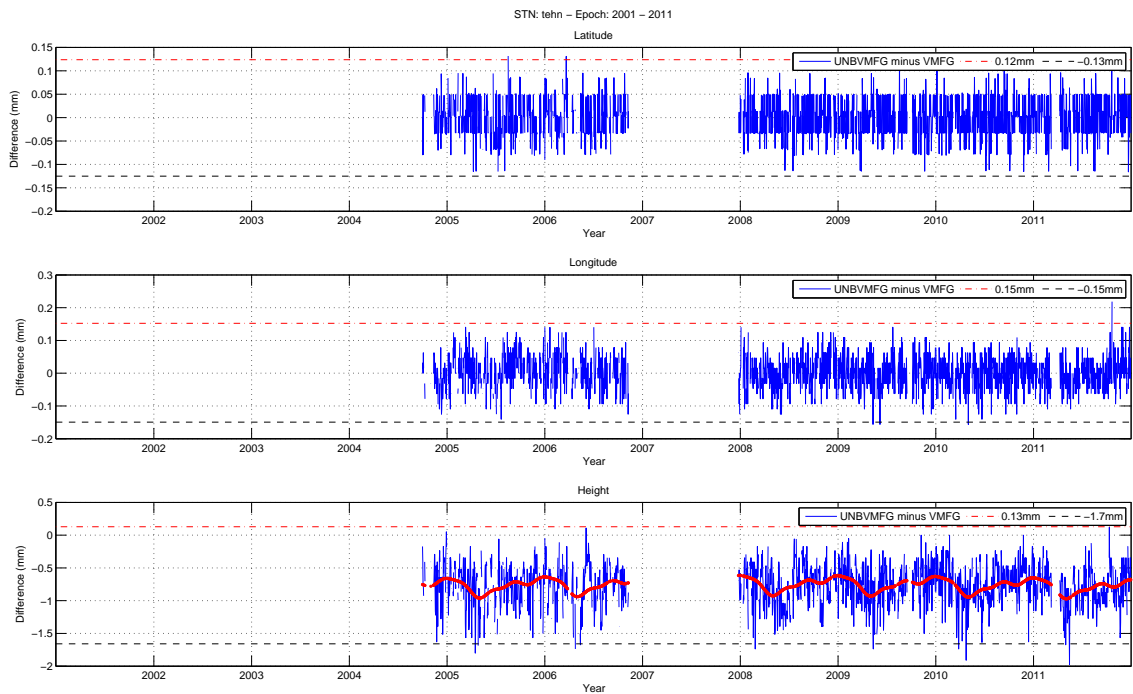 STN: tehn − Epoch: 2001 − 2011
Latitude
UNBVMFG minus VMFG 0.12mm −0.13mm
0.15
0.1
0.05
0
−0.05
−0.1
−0.15
−0.2
Difference (mm)
2002 2003 2004 2005 2006 2007 2008 2009 2010 2011
Year
Longitude
UNBVMFG minus VMFG 0.15mm −0.15mm
0.3
0.2
0.1
0
−0.1
−0.2
Difference (mm)
2002 2003 2004 2005 2006 2007 2008 2009 2010 2011
Year
Height
UNBVMFG minus VMFG 0.13mm −1.7mm
0.5
0
−0.5
−1
−1.5
−2
Difference (mm)
2002 2003 2004 2005 2006 2007 2008 2009 2010 2011
Year